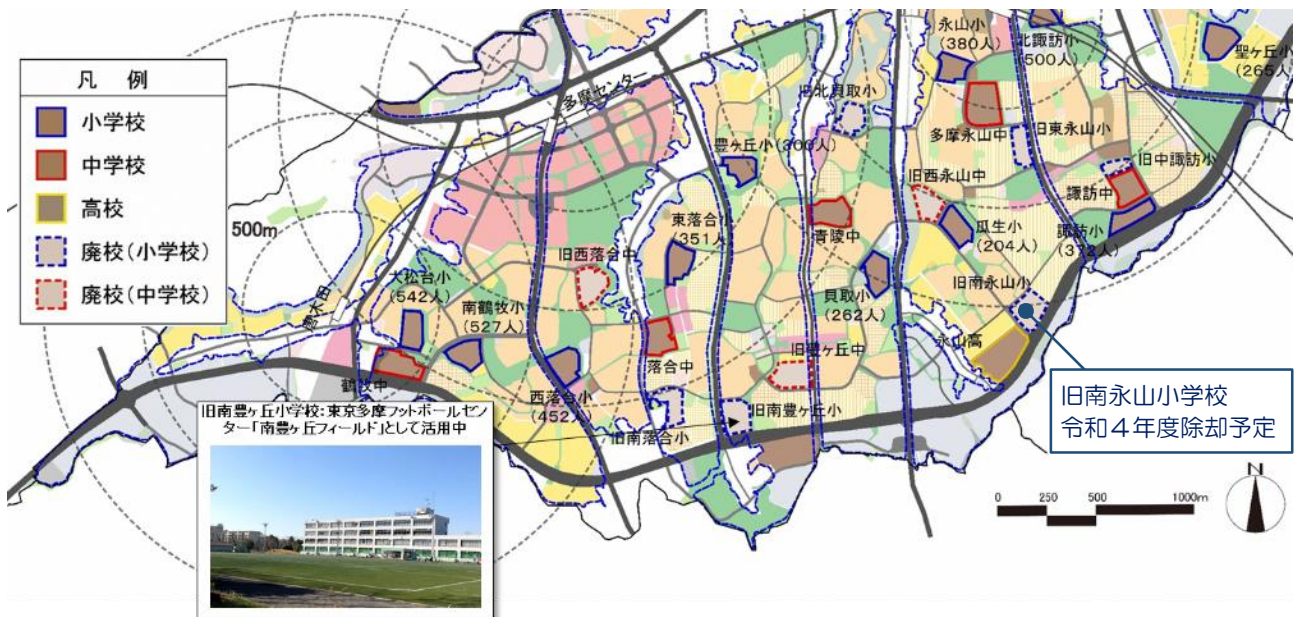 凡 例
小学校
中学校
高校
廃校(小学校)
廃校(中学校)
500m
多摩センター
唐木田
永山小
(380人)
北諏訪小
(500人)
聖ヶ丘小
(265人)
旧北貝取小
多摩永山中
旧東永山小
豊ヶ丘小(300人)
旧西永山中
旧中諏訪小
諏訪中
東落合小
(351人)
青陵中
瓜生小
(204人)
諏訪小
(372人)
旧西落合中
大松台小
(542人)
南鶴牧小
(527人)
貝取小
(262人)
旧南永山小
永山高
落合中
旧豊ヶ丘中
鶴牧中
西落合小
(452人)
旧南落合小
旧南豊ヶ丘小
旧南永山小学校
令和4年度除却予定
旧南豊ヶ丘小学校:東京多摩フットボールセン
ター「南豊ヶ丘フィールド」として活用中
N
0 250 500 1000m